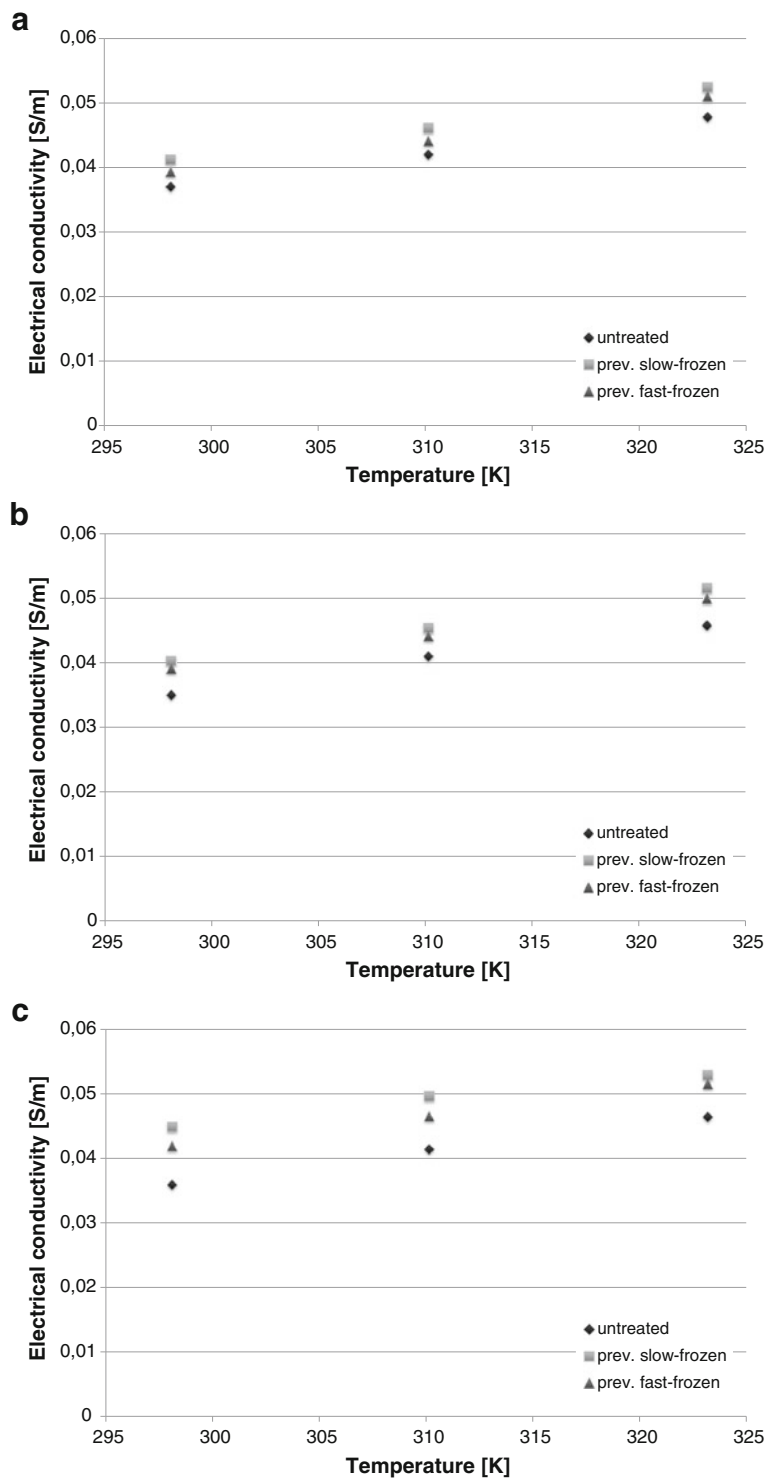 a
0,06
0,05
0,04
0,03
0,02
0,01
0
Electrical conductivity [S/m]
untreated
prev. slow-frozen
prev. fast-frozen
295 300 305 310 315 320 325
Temperature [K]
b
0,06
0,05
0,04
0,03
0,02
0,01
0
Electrical conductivity [S/m]
untreated
prev. slow-frozen
prev. fast-frozen
295 300 305 310 315 320 325
Temperature [K]
c
0,06
0,05
0,04
0,03
0,02
0,01
0
Electrical conductivity [S/m]
untreated
prev. slow-frozen
prev. fast-frozen
295 300 305 310 315 320 325
Temperature [K]